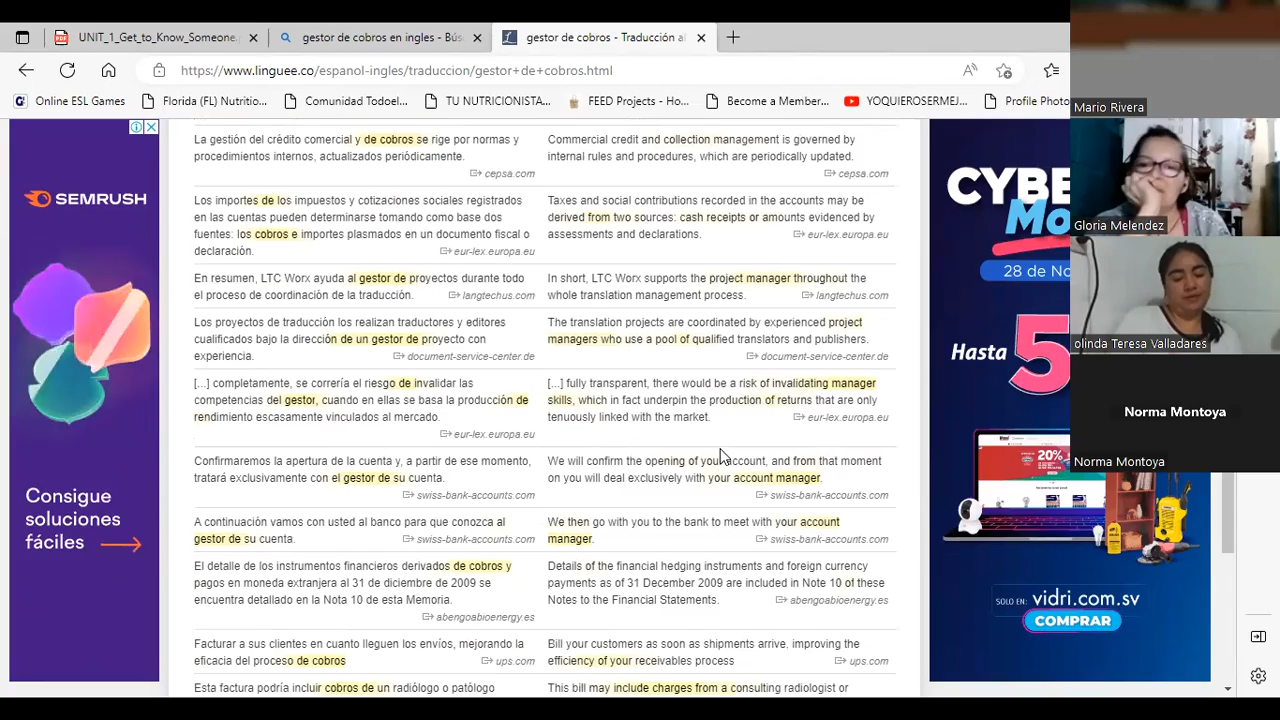 UNIT_1_Get_to_Know_Someone.
gestor de cobros en ingles - Bús
gestor de cobros - Traducción al
https://www.linguee.co/espanol-ingles/traduccion/gestor+de+cobros.html
Online ESL Games
Florida (FL) Nutritio...
Comunidad Todoel...
TU NUTRICIONISTA...
FEED Projects - Ho...
Become a Member...
YOQUIEROSERMEJ...
Profile Photo
Mario Rivera
Gloria Melendez
olinda Teresa Valladares
Norma Montoya
Norma Montoya
SEMRUSH
Consigue
soluciones
fáciles
La gestión del crédito comercial y de cobros se rige por normas y
procedimientos internos, actualizados periódicamente.
cepsa.com
Commercial credit and collection management is governed by
internal rules and procedures, which are periodically updated.
cepsa.com
Los importes de los impuestos y cotizaciones sociales registrados
en las cuentas pueden determinarse tomando como base dos
fuentes: los cobros e importes plasmados en un documento fiscal o
declaración.
eur-lex.europa.eu
Taxes and social contributions recorded in the accounts may be
derived from two sources: cash receipts or amounts evidenced by
assessments and declarations.
eur-lex.europa.eu
En resumen, LTC Worx ayuda al gestor de proyectos durante todo
el proceso de coordinación de la traducción.
langtechus.com
In short, LTC Worx supports the project manager throughout the
whole translation management process.
langtechus.com
Los proyectos de traducción los realizan traductores y editores
cualificados bajo la dirección de un gestor de proyecto con
experiencia.
document-service-center.de
The translation projects are coordinated by experienced project
managers who use a pool of qualified translators and publishers.
document-service-center.de
[...] completamente, se correría el riesgo de invalidar las
competencias del gestor, cuando en ellas se basa la producción de
rendimiento escasamente vinculados al mercado.
eur-lex.europa.eu
[...] fully transparent, there would be a risk of invalidating manager
skills, which in fact underpin the production of returns that are only
tenuously linked with the market.
eur-lex.europa.eu
Confirmaremos la apertura de su cuenta y, a partir de ese momento,
tratará exclusivamente con el gestor de su cuenta.
swiss-bank-accounts.com
We will confirm the opening of your account, and from that moment
on you will deal exclusively with your account manager.
swiss-bank-accounts.com
A continuación vamos con usted al banco para que conozca al
gestor de su cuenta.
swiss-bank-accounts.com
We then go with you to the bank to meet with your account
manager.
swiss-bank-accounts.com
El detalle de los instrumentos financieros derivados de cobros y
pagos en moneda extranjera al 31 de diciembre de 2009 se
encuentra detallado en la Nota 10 de esta Memoria.
abengoabioenergy.es
Details of the financial hedging instruments and foreign currency
payments as of 31 December 2009 are included in Note 10 of these
Notes to the Financial Statements.
abengoabioenergy.es
Facturar a sus clientes en cuanto lleguen los envíos, mejorando la
eficacia del proceso de cobros
ups.com
Bill your customers as soon as shipments arrive, improving the
efficiency of your receivables process
ups.com
Esta factura podría incluir cobros de un radiólogo o patólogo
This bill may include charges from a consulting radiologist or
CYBE
Mo
28 de No
Hasta 5
20%
SOLO EN: vidri.com.sv
COMPRAR